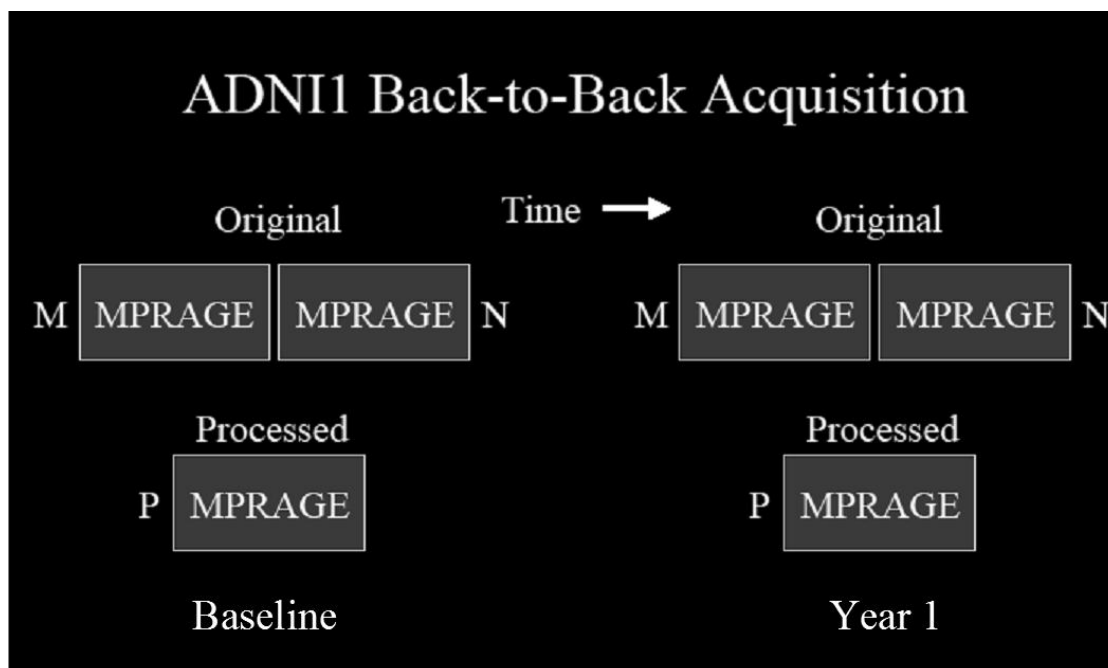 ADNI1 Back-to-Back Acquisition
Time
Original
Original
M MPRAGE MPRAGE N
M MPRAGE MPRAGE N
Processed
Processed
P MPRAGE
P MPRAGE
Baseline
Year 1